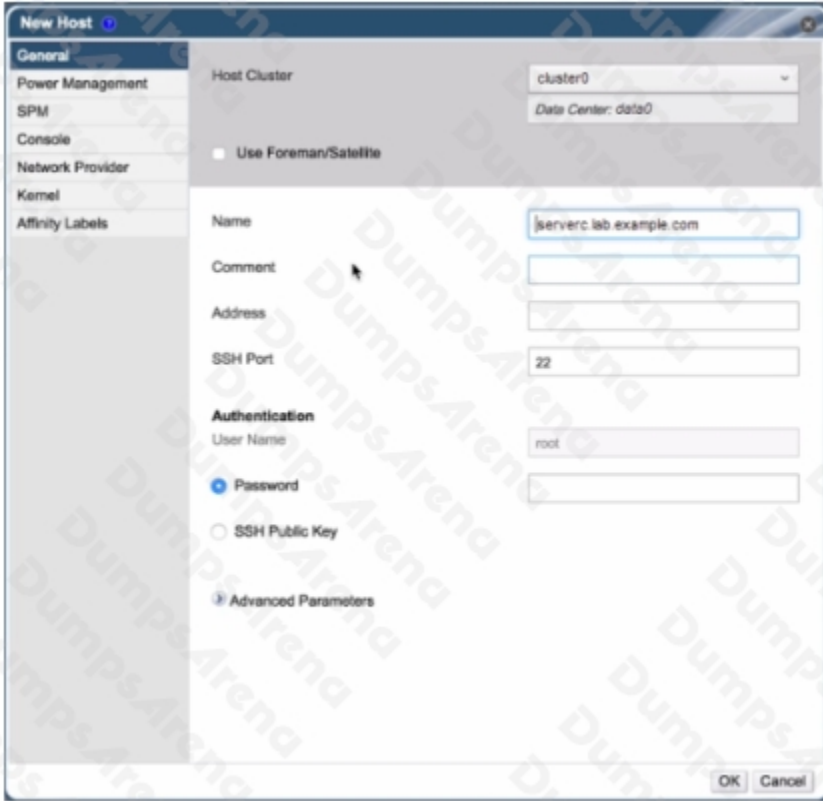 New Host
General
Power Management
SPM
Console
Network Provider
Kernel
Affinity Labels
Host Cluster
cluster0
Data Center: data0
Use Foreman/Satellite
Name
serverc.lab.example.com
Comment
Address
SSH Port
22
Authentication
User Name
root
Password
SSH Public Key
Advanced Parameters
OK Cancel
DumpsArena